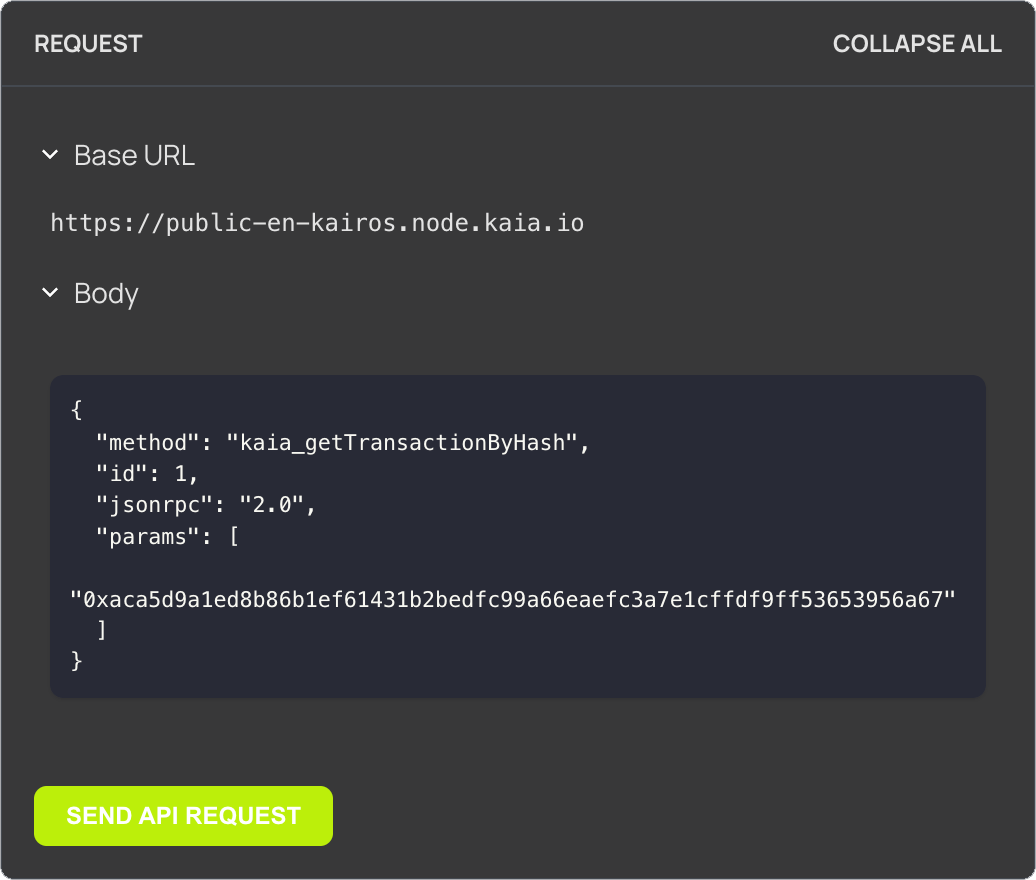 REQUEST
COLLAPSE ALL
Base URL
https://public-en-kairos.node.kaia.io
Body
{
  "method": "kaia_getTransactionByHash",
  "id": 1,
  "jsonrpc": "2.0",
  "params": [
"0xaca5d9a1ed8b86b1ef61431b2bedfc99a66eaefc3a7e1cffdf9ff53653956a67"
  ]
}
SEND API REQUEST